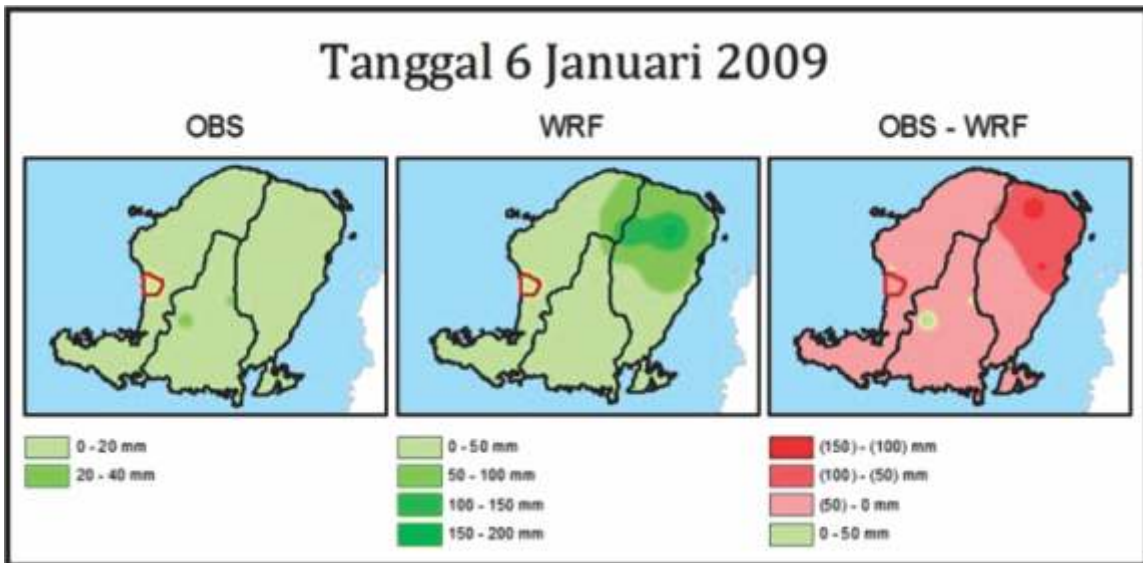 Tanggal 6 Januari 2009
OBS
WRF
OBS - WRF
0 - 20 mm
20 - 40 mm
0 - 50 mm
50 - 100 mm
100 - 150 mm
150 - 200 mm
(150) - (100) mm
(100) - (50) mm
(50) - 0 mm
0 - 50 mm